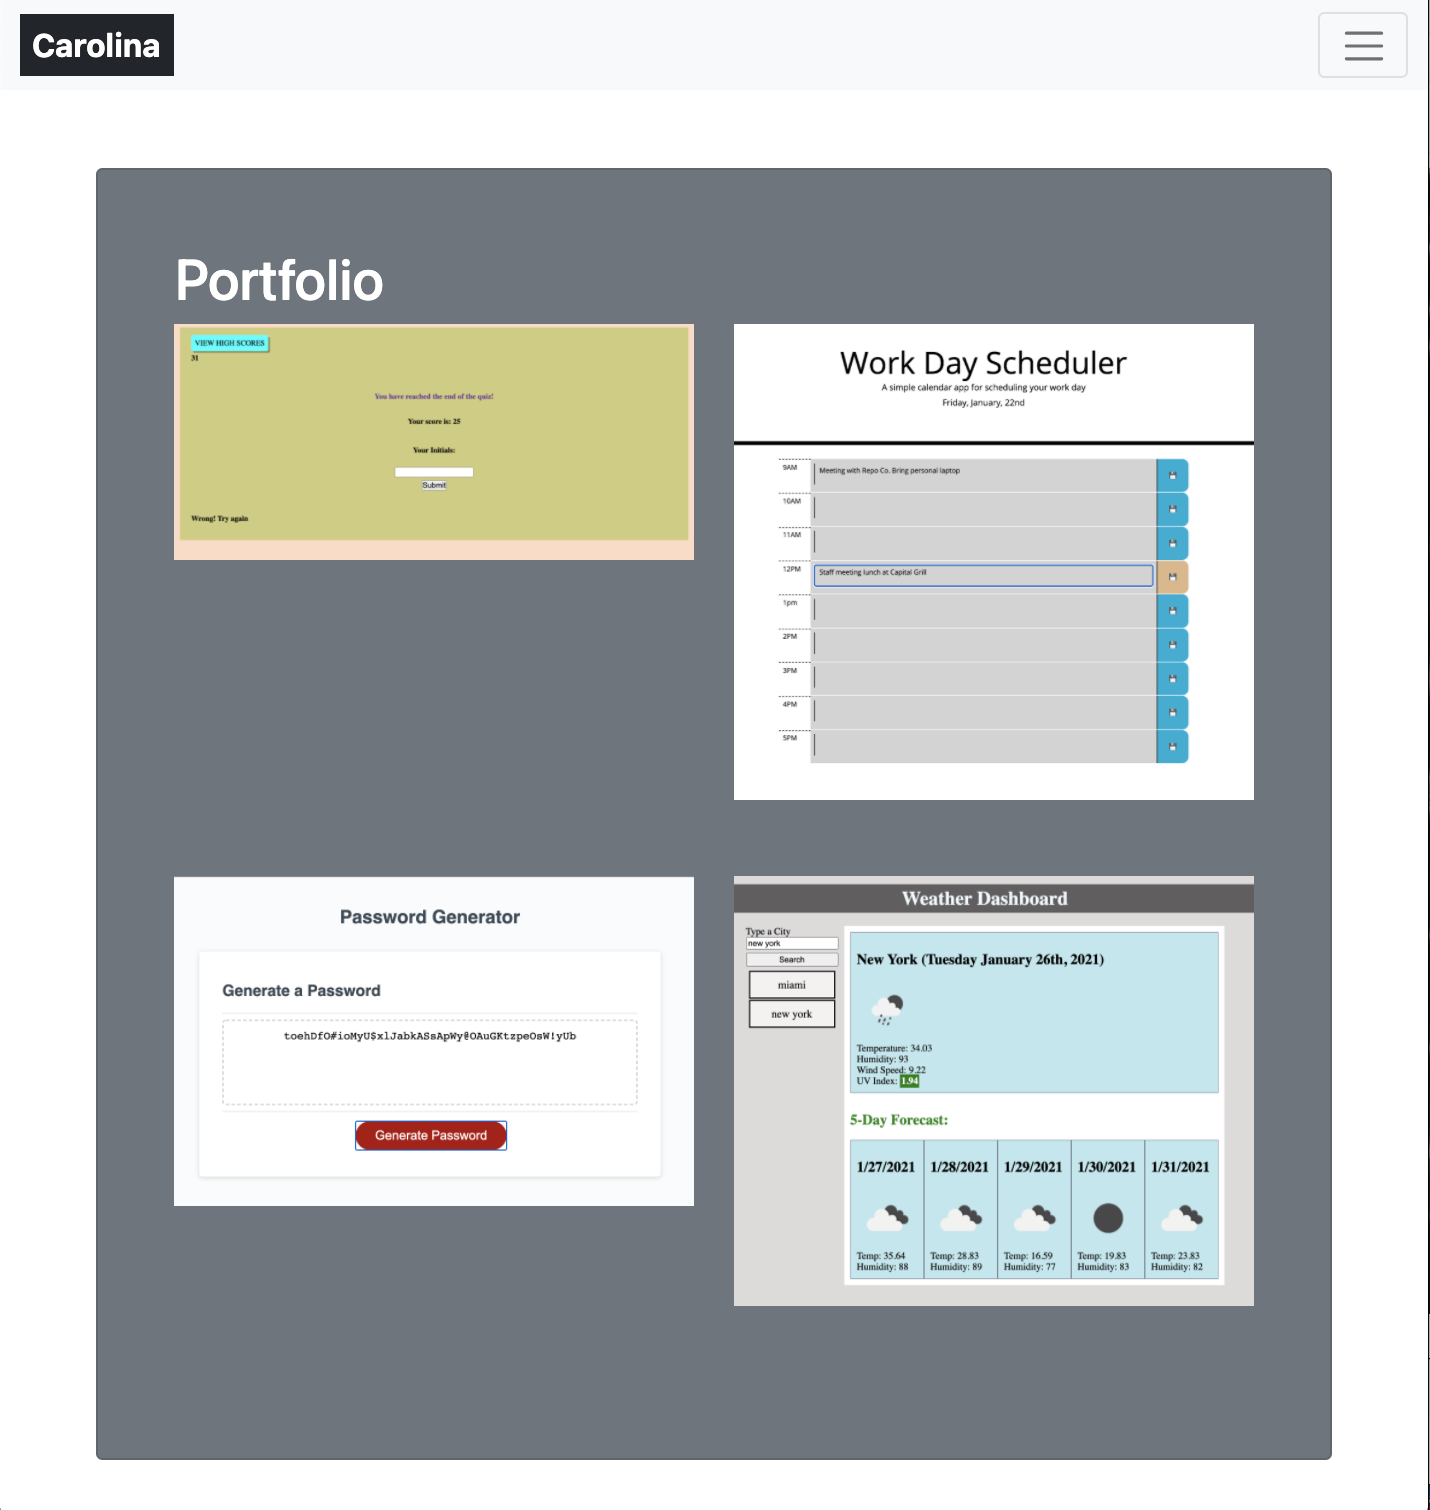 Carolina
Portfolio
VIEW HIGH SCORES
31
You have reached the end of the quiz!
Your score is: 25
Your Initials:
Submit
Wrong! Try again
Work Day Scheduler
A simple calendar app for scheduling your work day
Friday, January, 22nd
9AM Meeting with Repo Co. Bring personal laptop
10AM
11AM
12PM Staff meeting lunch at Capital Grill
1pm
2PM
3PM
4PM
5PM
Password Generator
Generate a Password
toehDfO#ioMyU$xlJabkASsApWy@OAuGKtzpeOsW!yUb
Generate Password
Weather Dashboard
Type a City
new york
Search
miami
new york
New York (Tuesday January 26th, 2021)
Temperature: 34.03
Humidity: 93
Wind Speed: 9.22
UV Index: 1.94
5-Day Forecast:
1/27/2021 1/28/2021 1/29/2021 1/30/2021 1/31/2021
Temp: 35.64 Temp: 28.83 Temp: 16.59 Temp: 19.83 Temp: 23.83
Humidity: 88 Humidity: 89 Humidity: 77 Humidity: 83 Humidity: 82